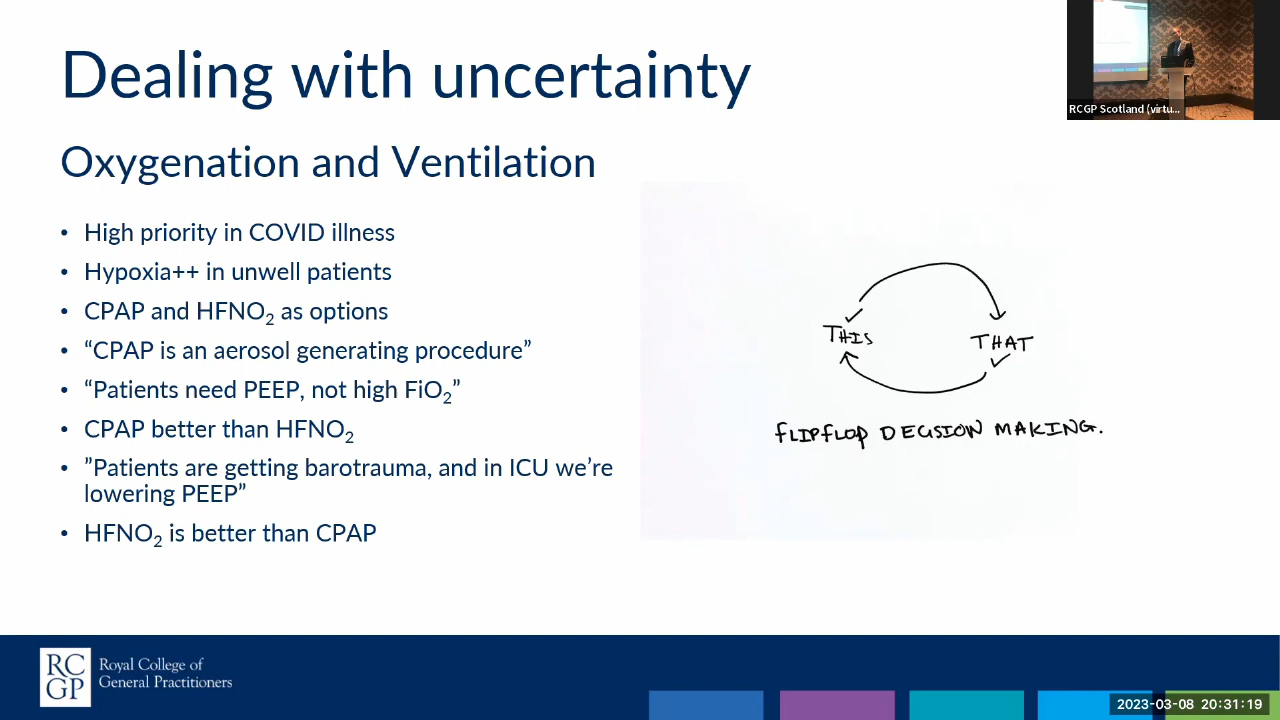 Dealing with uncertainty
RCGP Scotland (virtu...
Oxygenation and Ventilation
• High priority in COVID illness
• Hypoxia++ in unwell patients
• CPAP and HFNO₂ as options
• “CPAP is an aerosol generating procedure”
• “Patients need PEEP, not high FiO₂”
• CPAP better than HFNO₂
• ”Patients are getting barotrauma, and in ICU we’re
lowering PEEP”
• HFNO₂ is better than CPAP
THIS
THAT
FLIPFLOP DECISION MAKING.
RC
GP
Royal College of
General Practitioners
2023-03-08 20:31:19